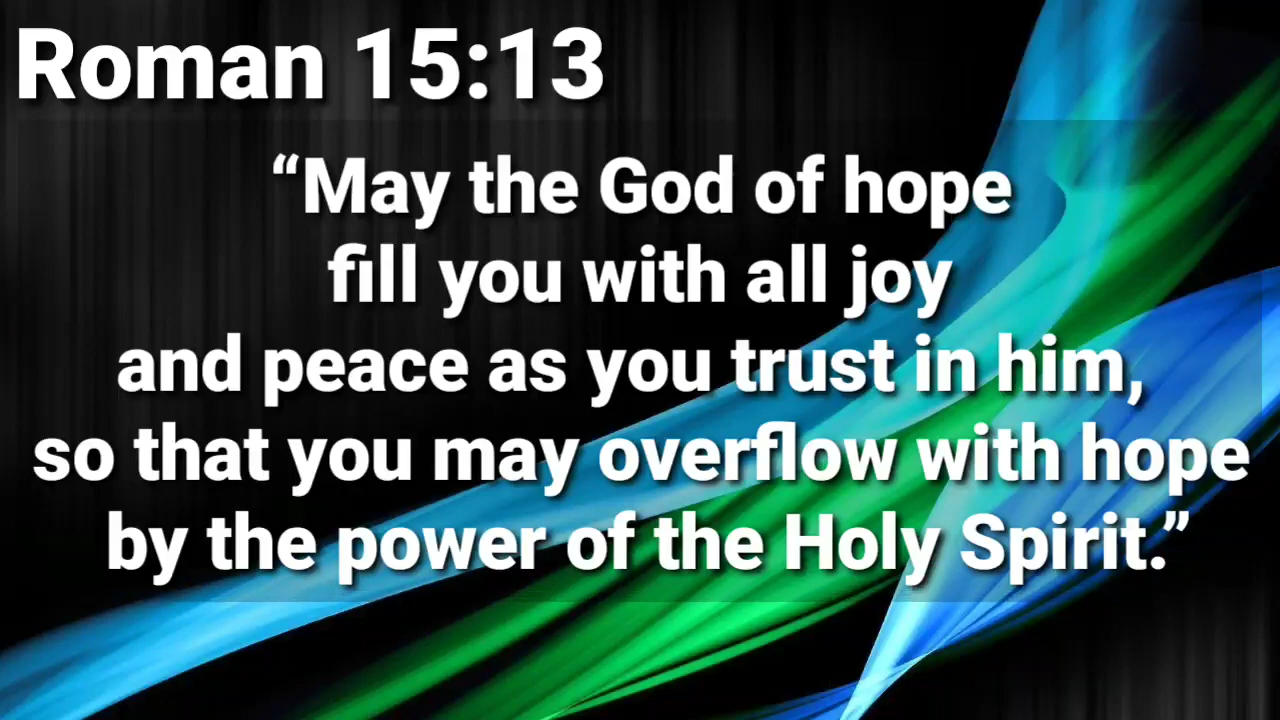 Roman 15:13
“May the God of hope
fill you with all joy
and peace as you trust in him,
so that you may overflow with hope
by the power of the Holy Spirit.”